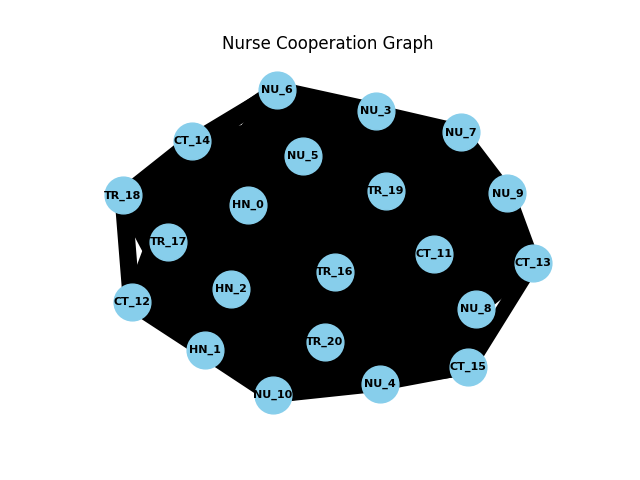 Nurse Cooperation Graph
NU_6
NU_3
NU_7
CT_14
NU_5
TR_18
HN_0
TR_19
NU_9
TR_17
CT_11
CT_13
TR_16
HN_2
CT_12
NU_8
HN_1
TR_20
CT_15
NU_10
NU_4